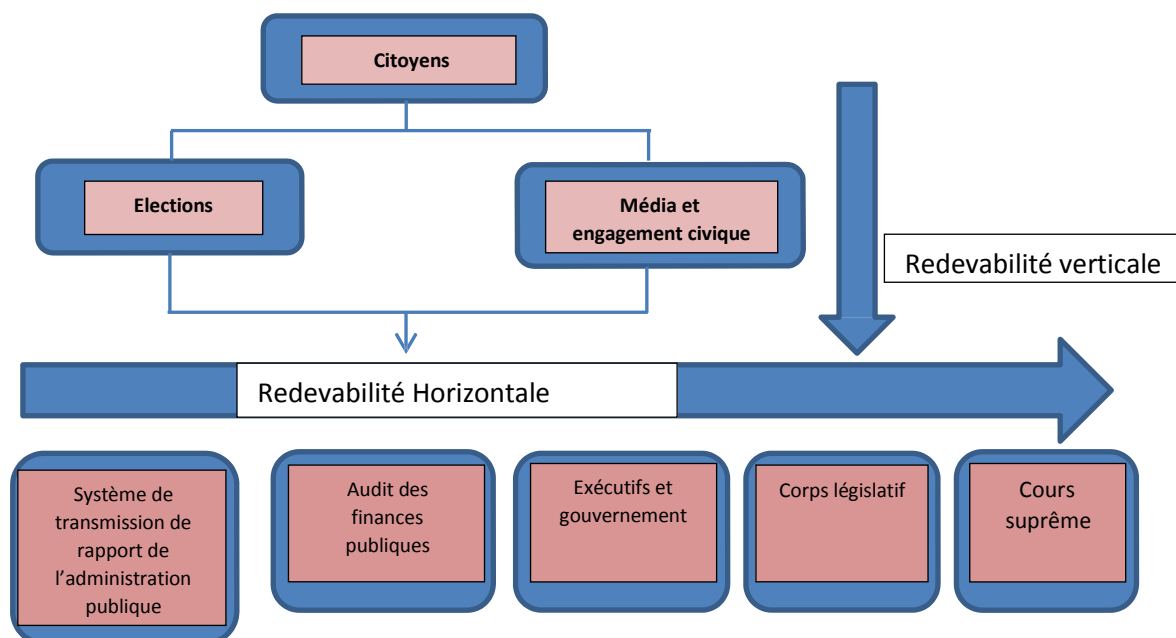 Citoyens
Elections
Média et
engagement civique
Redevabilité verticale
Redevabilité Horizontale
Système de
transmission de
rapport de
l’administration
publique
Audit des
finances
publiques
Exécutifs et
gouvernement
Corps législatif
Cours
suprême